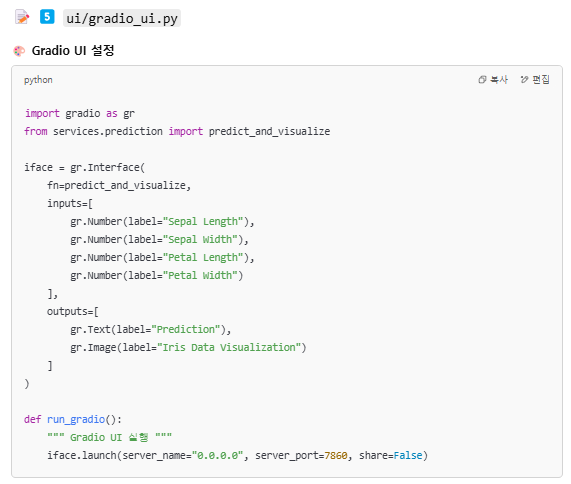 📝 5️⃣ ui/gradio_ui.py
🎨 Gradio UI 설정
python 복사 편집
import gradio as gr
from services.prediction import predict_and_visualize

iface = gr.Interface(
    fn=predict_and_visualize,
    inputs=[
        gr.Number(label="Sepal Length"),
        gr.Number(label="Sepal Width"),
        gr.Number(label="Petal Length"),
        gr.Number(label="Petal Width")
    ],
    outputs=[
        gr.Text(label="Prediction"),
        gr.Image(label="Iris Data Visualization")
    ]
)

def run_gradio():
    """ Gradio UI 실행 """
    iface.launch(server_name="0.0.0.0", server_port=7860, share=False)